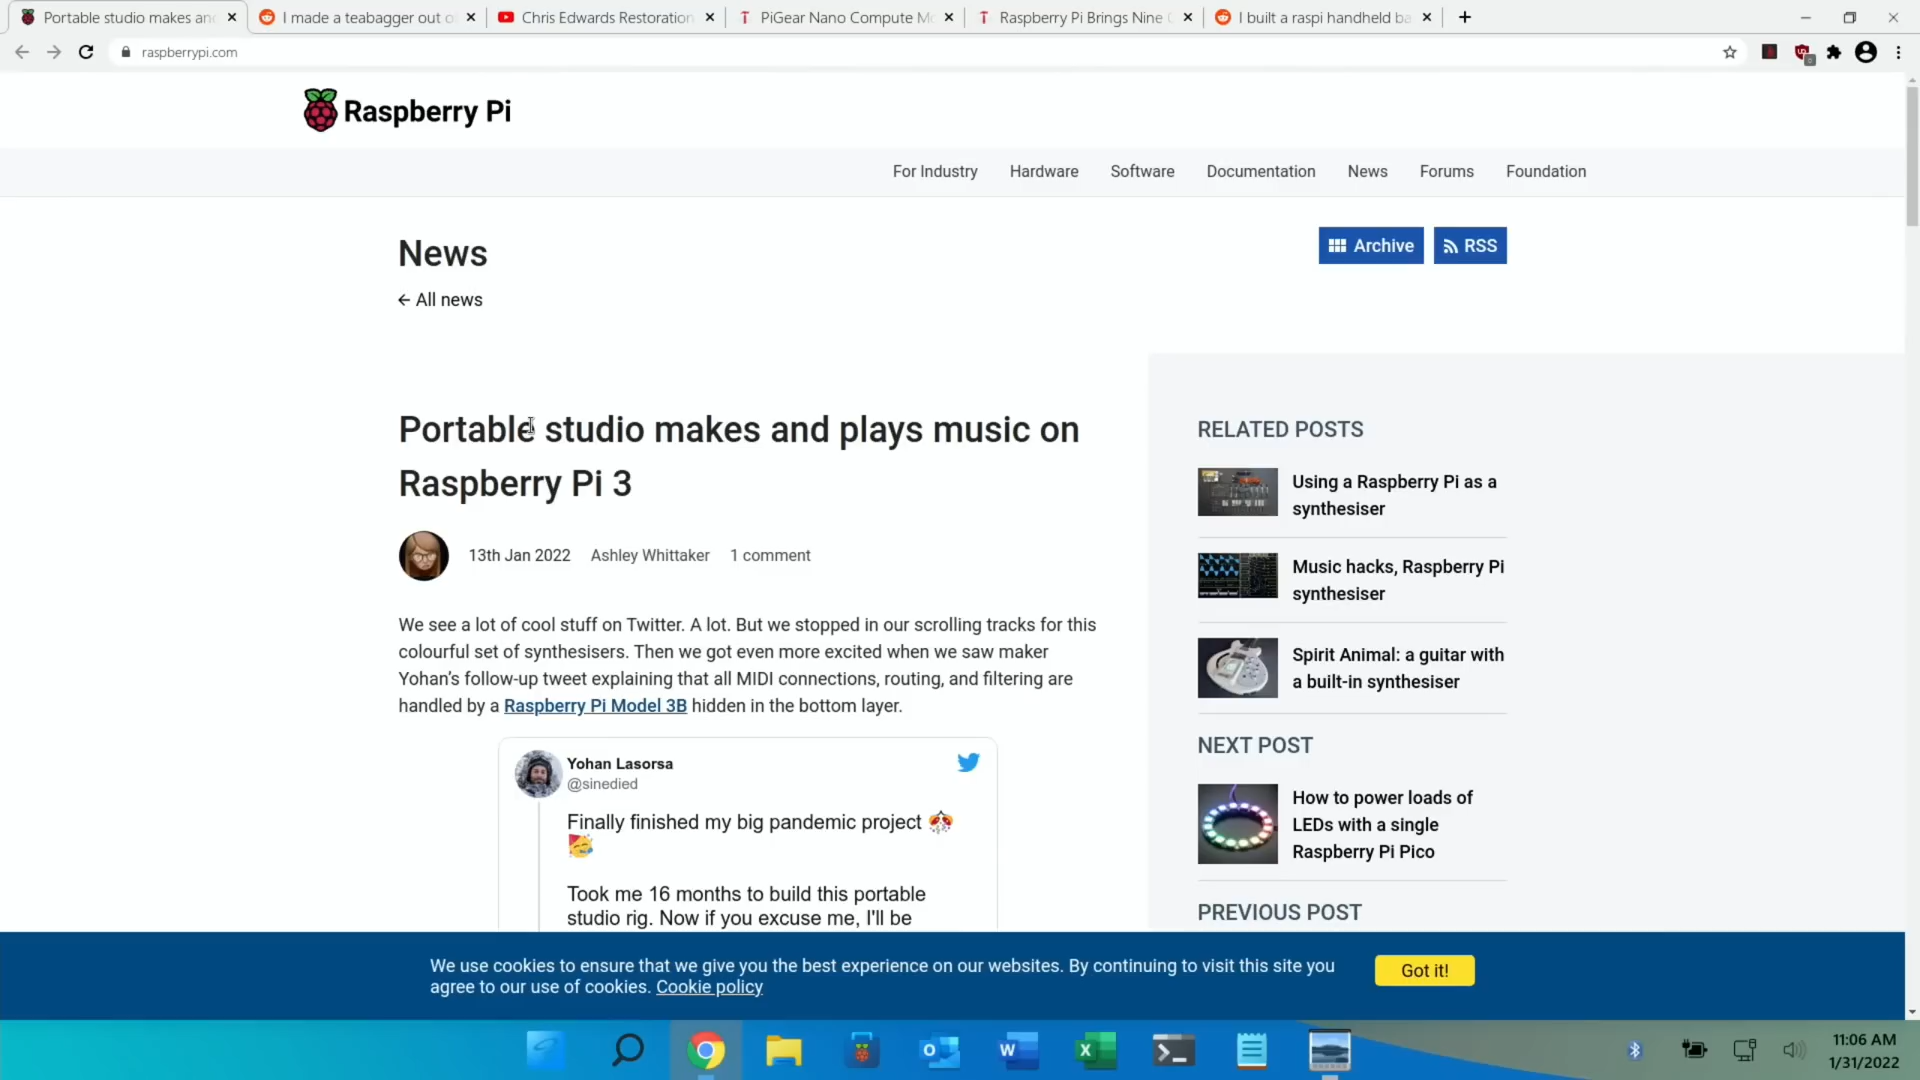 Portable studio makes an
I made a teabagger out o
Chris Edwards Restoration
PiGear Nano Compute M
Raspberry Pi Brings Nine
I built a raspi handheld ba
raspberrypi.com
Raspberry Pi
For Industry
Hardware
Software
Documentation
News
Forums
Foundation
News
Archive
RSS
← All news
Portable studio makes and plays music on
Raspberry Pi 3
13th Jan 2022
Ashley Whittaker
1 comment
We see a lot of cool stuff on Twitter. A lot. But we stopped in our scrolling tracks for this
colourful set of synthesisers. Then we got even more excited when we saw maker
Yohan's follow-up tweet explaining that all MIDI connections, routing, and filtering are
handled by a Raspberry Pi Model 3B hidden in the bottom layer.
Yohan Lasorsa
@sinedied
Finally finished my big pandemic project
Took me 16 months to build this portable
studio rig. Now if you excuse me, I'll be
RELATED POSTS
Using a Raspberry Pi as a
synthesiser
Music hacks, Raspberry Pi
synthesiser
Spirit Animal: a guitar with
a built-in synthesiser
NEXT POST
How to power loads of
LEDs with a single
Raspberry Pi Pico
PREVIOUS POST
We use cookies to ensure that we give you the best experience on our websites. By continuing to visit this site you
agree to our use of cookies. Cookie policy
Got it!
11:06 AM
1/31/2022